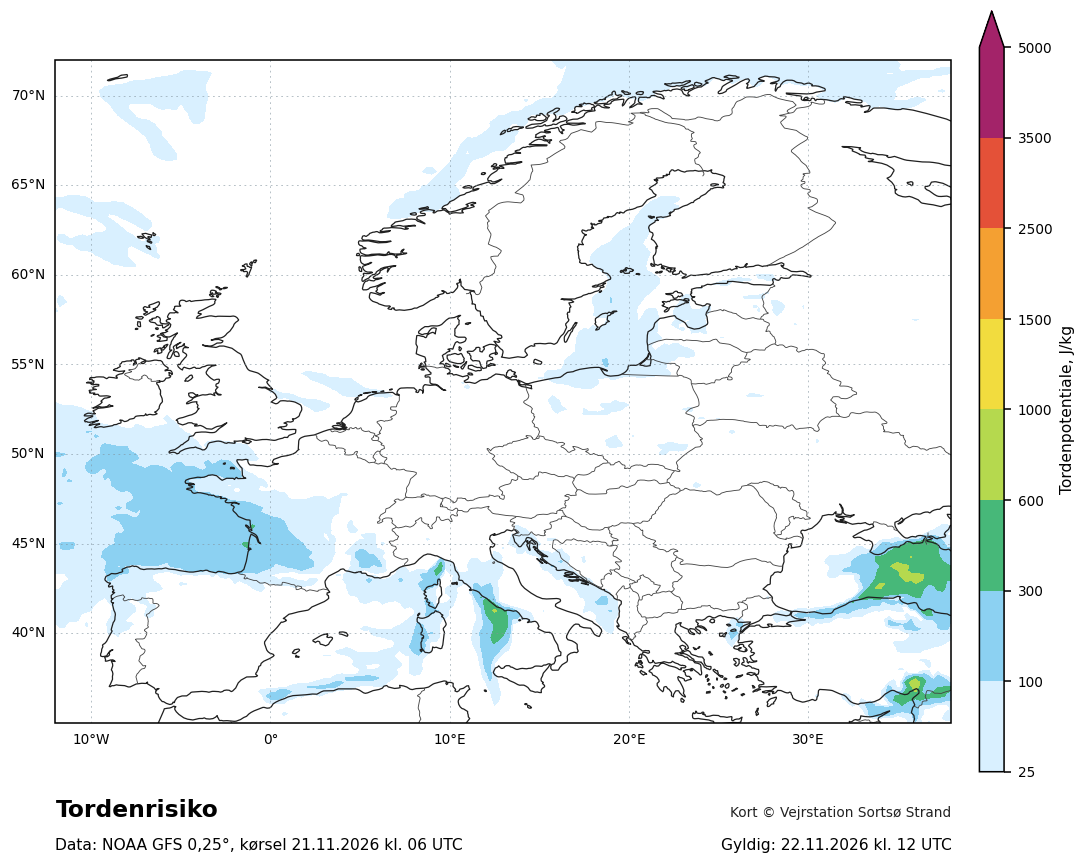 70°N
65°N
60°N
55°N
50°N
45°N
40°N
10°W
0°
10°E
20°E
30°E
5000
3500
2500
1500
1000
600
300
100
25
Tordenpotentiale, J/kg
Tordenrisiko
Kort © Vejrstation Sortsø Strand
Data: NOAA GFS 0,25°, kørsel 21.11.2026 kl. 06 UTC
Gyldig: 22.11.2026 kl. 12 UTC